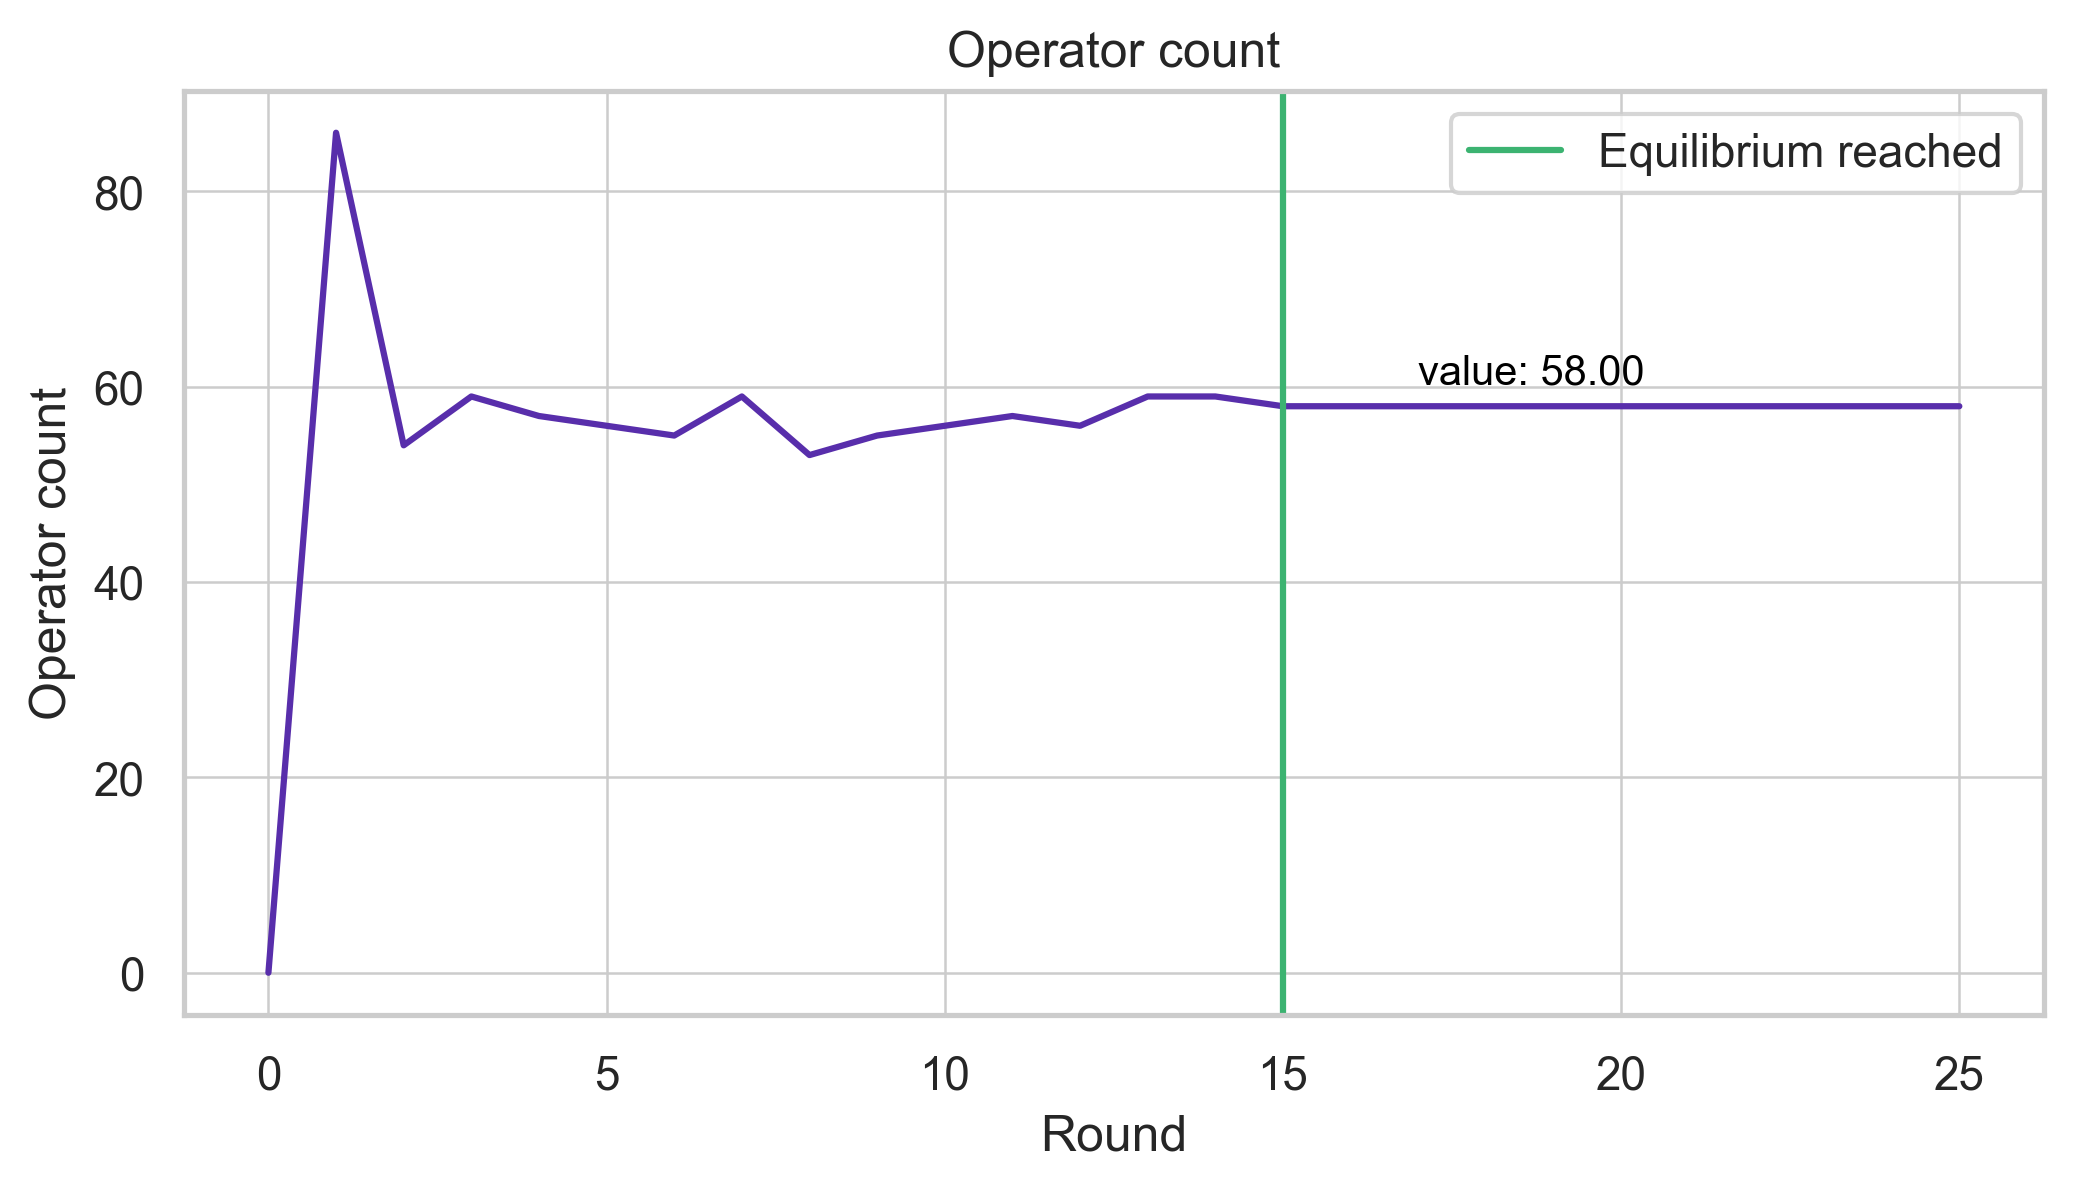 Operator count
Equilibrium reached
80
60
40
20
0
Operator count
value: 58.00
0 5 10 15 20 25
Round